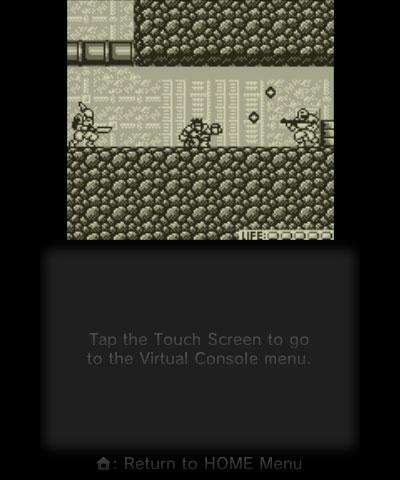 LIFE:
Tap the Touch Screen to go
to the Virtual Console menu.
: Return to HOME Menu